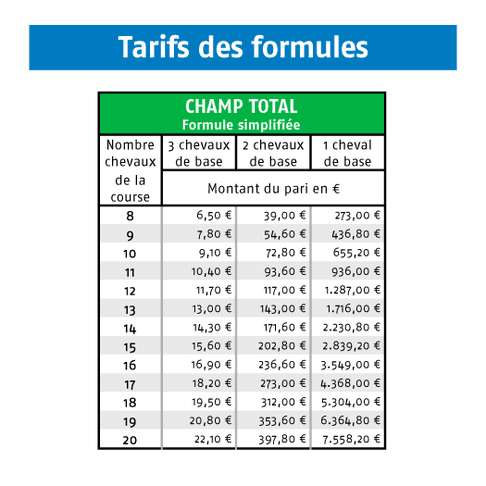 Tarifs des formules
CHAMP TOTAL
Formule simplifiée
Nombre chevaux de la course
3 chevaux de base
2 chevaux de base
1 cheval de base
Montant du pari en €
8 6,50 € 39,00 € 273,00 €
9 7,80 € 54,60 € 436,80 €
10 9,10 € 72,80 € 655,20 €
11 10,40 € 93,60 € 936,00 €
12 11,70 € 117,00 € 1.287,00 €
13 13,00 € 143,00 € 1.716,00 €
14 14,30 € 171,60 € 2.230,80 €
15 15,60 € 202,80 € 2.839,20 €
16 16,90 € 236,60 € 3.549,00 €
17 18,20 € 273,00 € 4.368,00 €
18 19,50 € 312,00 € 5.304,00 €
19 20,80 € 353,60 € 6.364,80 €
20 22,10 € 397,80 € 7.558,20 €